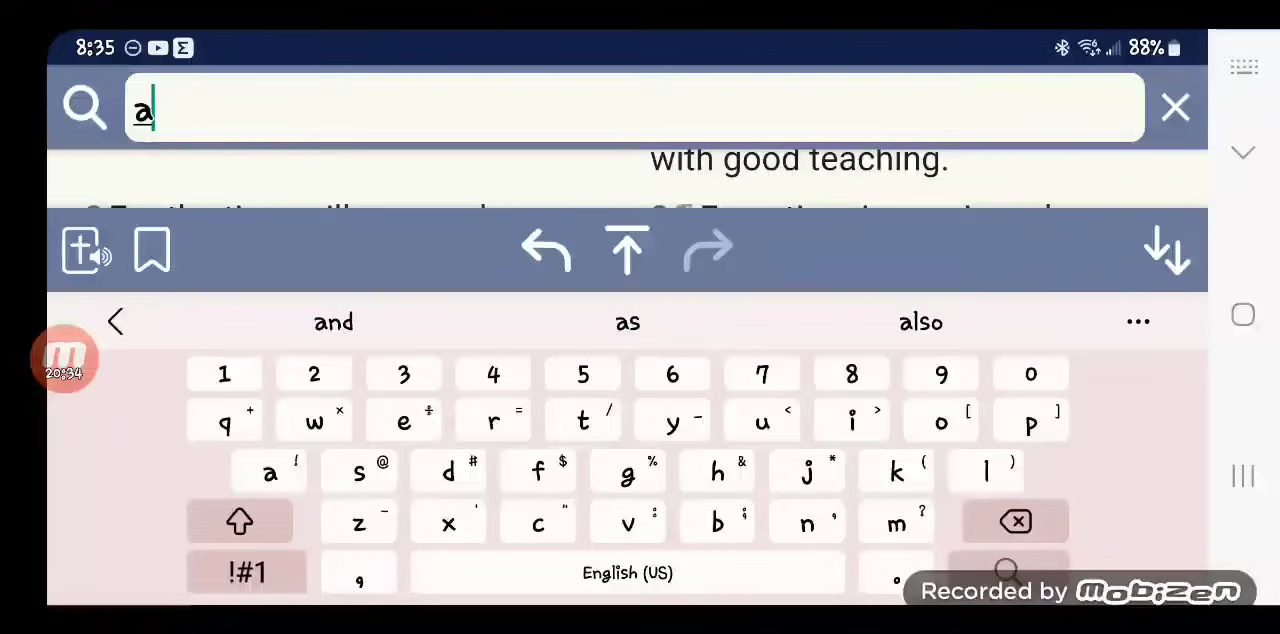 8:35 88%
a
with good teaching.
and as also
20:34
1 2 3 4 5 6 7 8 9 0
q + w × e ÷ r = t / y - u < i > o [ p ]
a ! s @ d # f $ g % h & j * k ( l )
z - x ' c " v : b ; n , m ?
!#1 , English (US) .
Recorded by mobizen